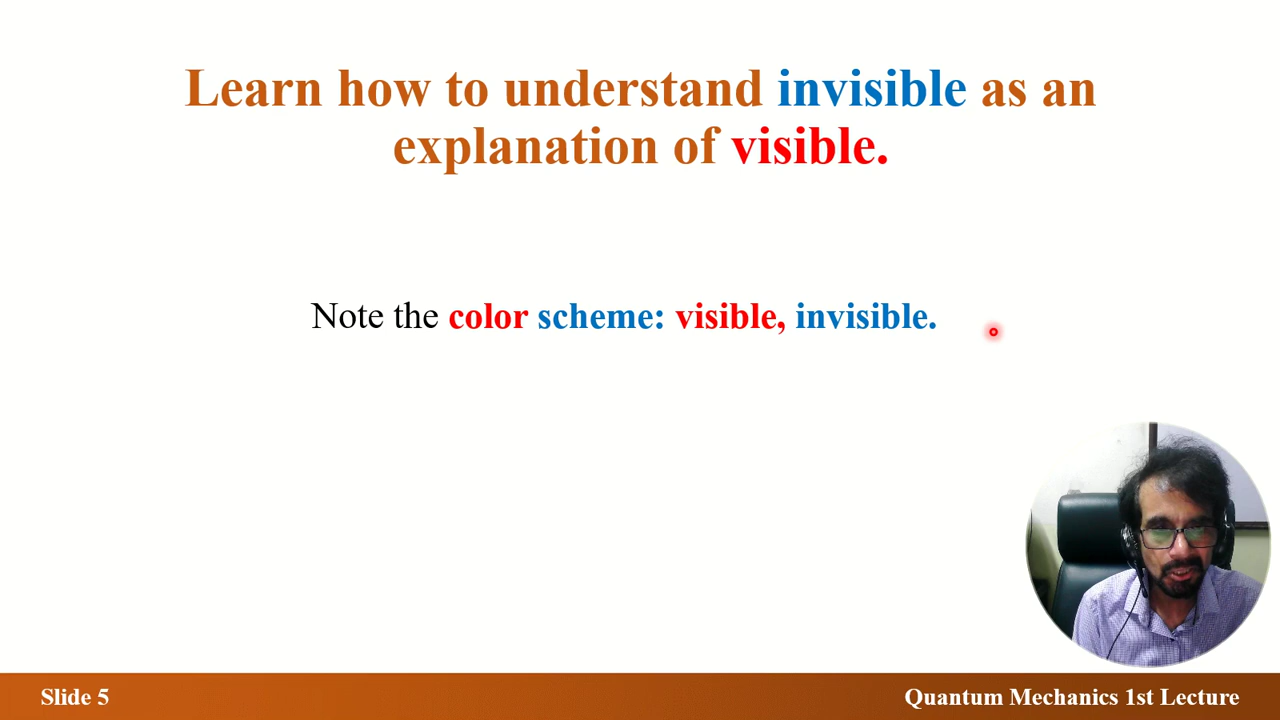 Learn how to understand invisible as an
explanation of visible.
Note the color scheme: visible, invisible.
Slide 5
Quantum Mechanics 1st Lecture